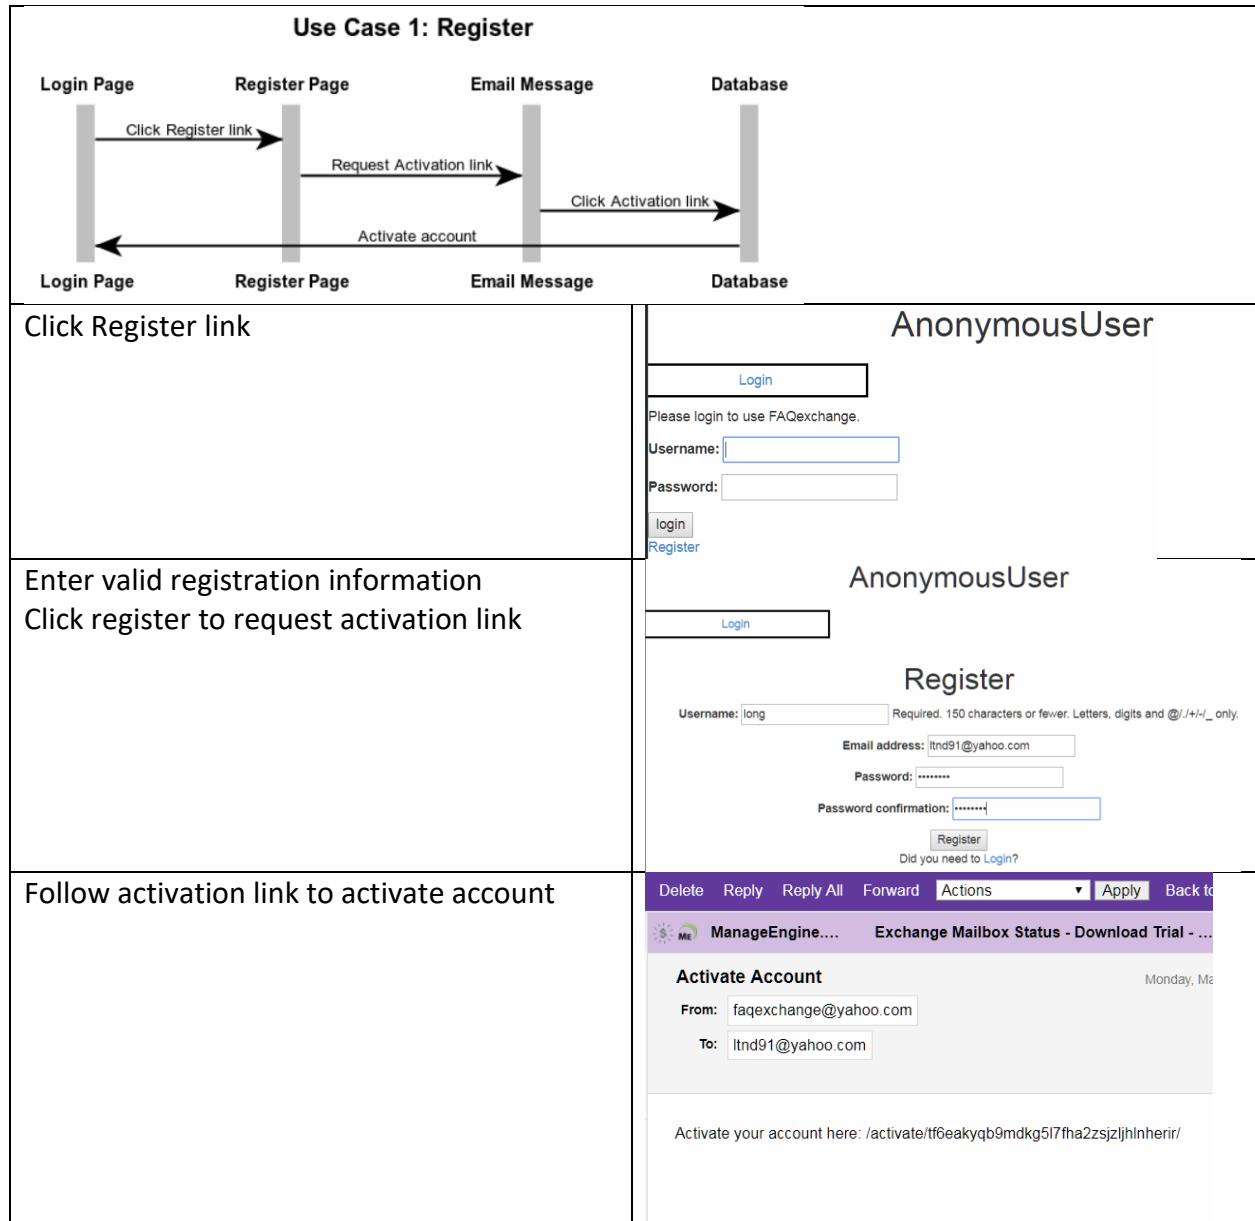 Use Case 1: Register
Login Page Register Page Email Message Database
Click Register link
Request Activation link
Click Activation link
Activate account
Login Page Register Page Email Message Database
Click Register link
AnonymousUser
Login
Please login to use FAQexchange.
Username:
Password:
login
Register
Enter valid registration information
Click register to request activation link
AnonymousUser
Login
Register
Username: long Required. 150 characters or fewer. Letters, digits and @/./+/-/_ only.
Email address: ltnd91@yahoo.com
Password: ••••••••
Password confirmation: ••••••••
Register
Did you need to Login?
Follow activation link to activate account
Delete Reply Reply All Forward Actions Apply Back to
$ ME ManageEngine.... Exchange Mailbox Status - Download Trial - ...
Activate Account Monday, Ma
From: faqexchange@yahoo.com
To: ltnd91@yahoo.com
Activate your account here: /activate/tf6eakyqb9mdkg5l7fha2zsjzljhlnherir/